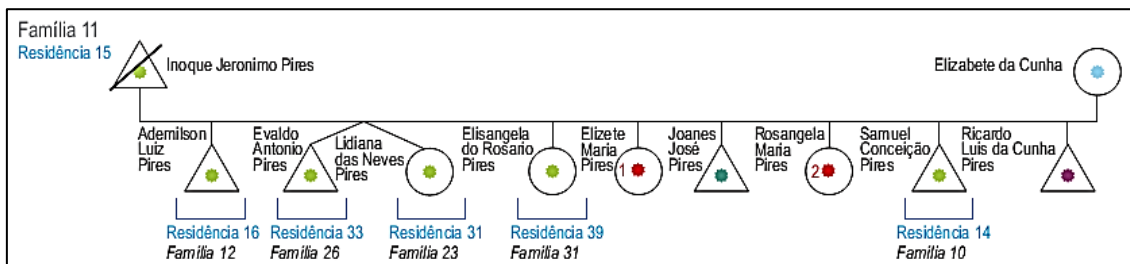 Família 11
Residência 15
Inoque Jeronimo Pires
Elizabete da Cunha
Ademilson
Luiz
Pires
Evaldo
Antonio
Pires
Lidiana
das Neves
Pires
Elisangela
do Rosario
Pires
Elizete
Maria
Pires
1
Joanes
José
Pires
Rosangela
Maria
Pires
2
Samuel
Conceição
Pires
Ricardo
Luis da Cunha
Pires
Residência 16
Familia 12
Residência 33
Família 26
Residência 31
Família 23
Residência 39
Família 31
Residência 14
Família 10